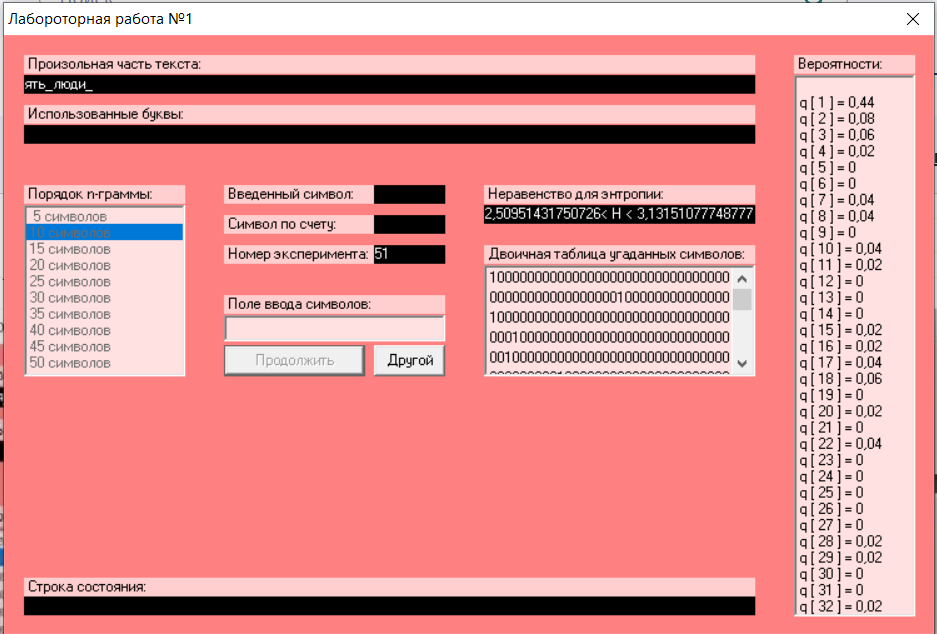 Лабороторная работа №1
Произольная часть текста:
ять_люди_
Использованные буквы:
Порядок n-граммы:
5 символов
10 символов
15 символов
20 символов
25 символов
30 символов
35 символов
40 символов
45 символов
50 символов
Введенный символ:
Символ по счету:
Номер эксперимента: 51
Поле ввода символов:
Продолжить
Другой
Неравенство для энтропии:
2,50951431750726< H < 3,13151077748777
Двоичная таблица угаданных символов:
10000000000000000000000000000000
00000000000000000100000000000000
10000000000000000000000000000000
00010000000000000000000000000000
00100000000000000000000000000000
Строка состояния:
Вероятности:
q [ 1 ] = 0,44
q [ 2 ] = 0,08
q [ 3 ] = 0,06
q [ 4 ] = 0,02
q [ 5 ] = 0
q [ 6 ] = 0
q [ 7 ] = 0,04
q [ 8 ] = 0,04
q [ 9 ] = 0
q [ 10 ] = 0,04
q [ 11 ] = 0,02
q [ 12 ] = 0
q [ 13 ] = 0
q [ 14 ] = 0
q [ 15 ] = 0,02
q [ 16 ] = 0,02
q [ 17 ] = 0,04
q [ 18 ] = 0,06
q [ 19 ] = 0
q [ 20 ] = 0,02
q [ 21 ] = 0
q [ 22 ] = 0,04
q [ 23 ] = 0
q [ 24 ] = 0
q [ 25 ] = 0
q [ 26 ] = 0
q [ 27 ] = 0
q [ 28 ] = 0,02
q [ 29 ] = 0,02
q [ 30 ] = 0
q [ 31 ] = 0
q [ 32 ] = 0,02